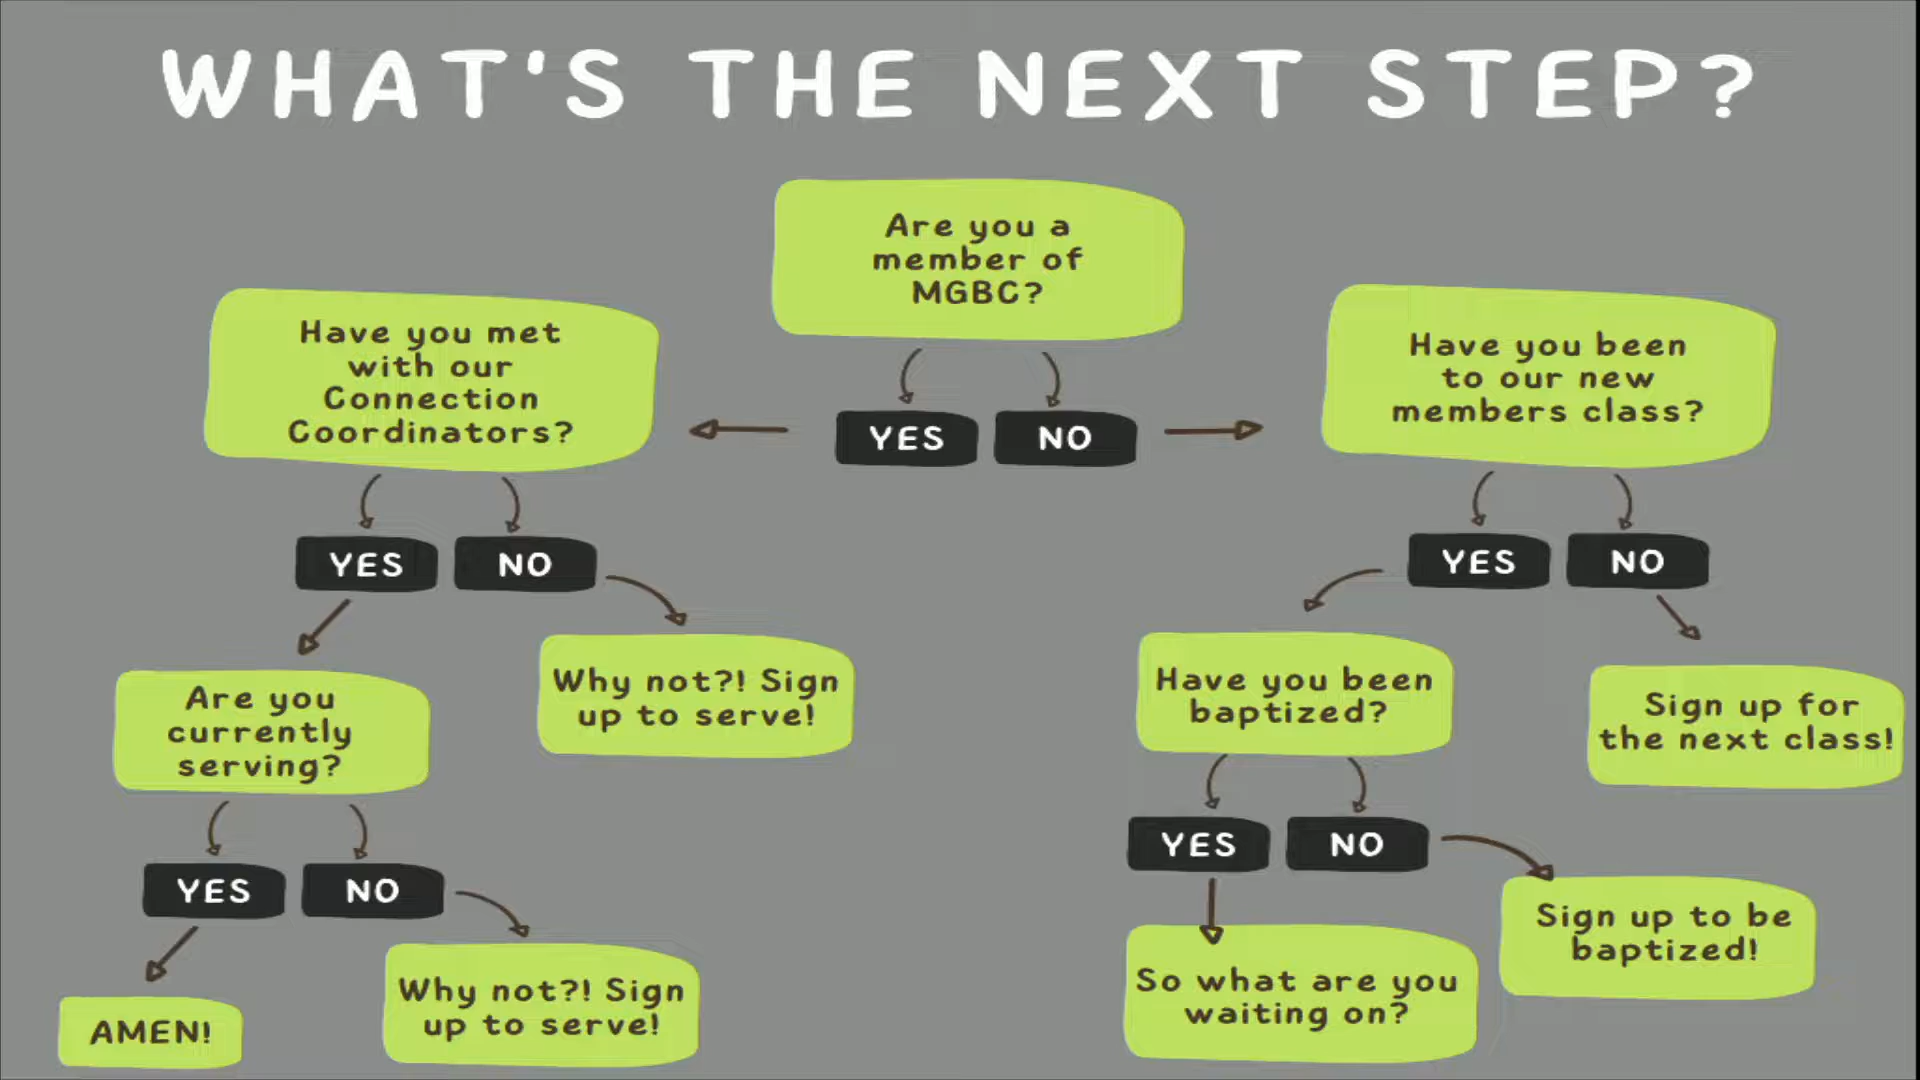 WHAT'S THE NEXT STEP?
Are you a
member of
MGBC?
YES
NO
Have you met
with our
Connection
Coordinators?
YES
NO
Why not?! Sign
up to serve!
Are you
currently
serving?
YES
NO
AMEN!
Why not?! Sign
up to serve!
Have you been
to our new
members class?
YES
NO
Have you been
baptized?
Sign up for
the next class!
YES
NO
So what are you
waiting on?
Sign up to be
baptized!